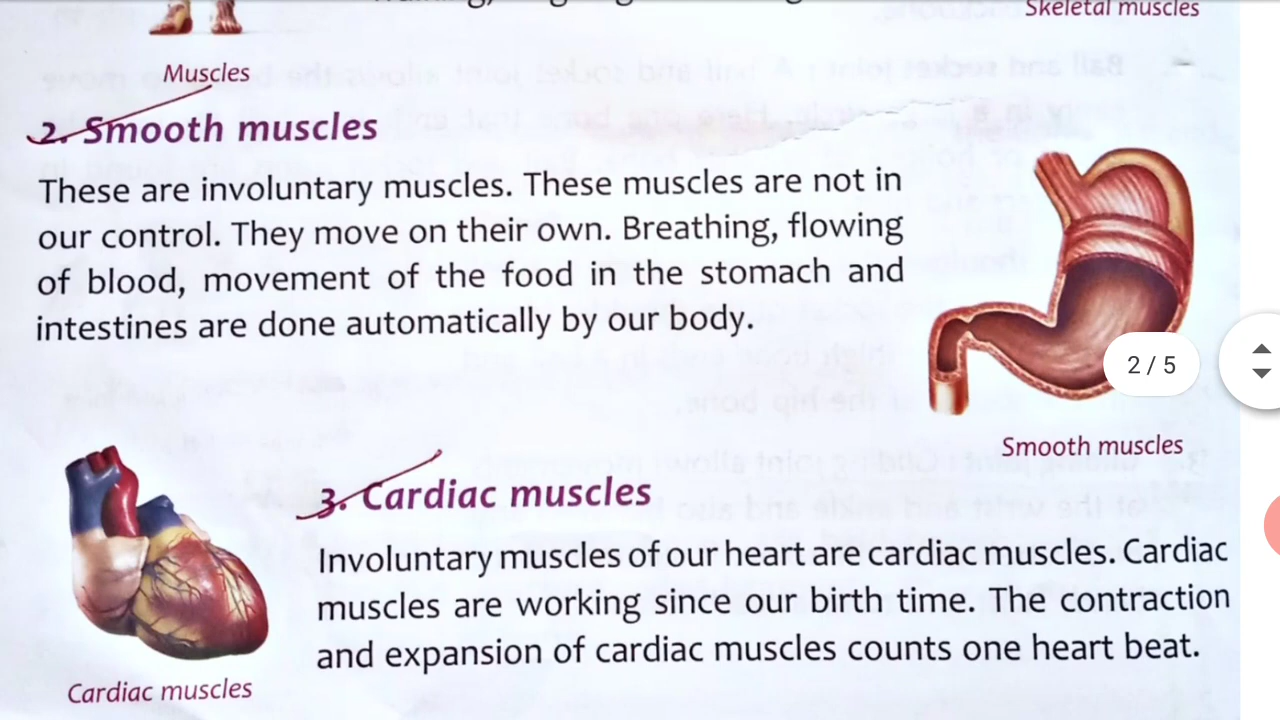 Skeletal muscles
Muscles
2. Smooth muscles
These are involuntary muscles. These muscles are not in
our control. They move on their own. Breathing, flowing
of blood, movement of the food in the stomach and
intestines are done automatically by our body.
2 / 5
Smooth muscles
3. Cardiac muscles
Involuntary muscles of our heart are cardiac muscles. Cardiac
muscles are working since our birth time. The contraction
and expansion of cardiac muscles counts one heart beat.
Cardiac muscles